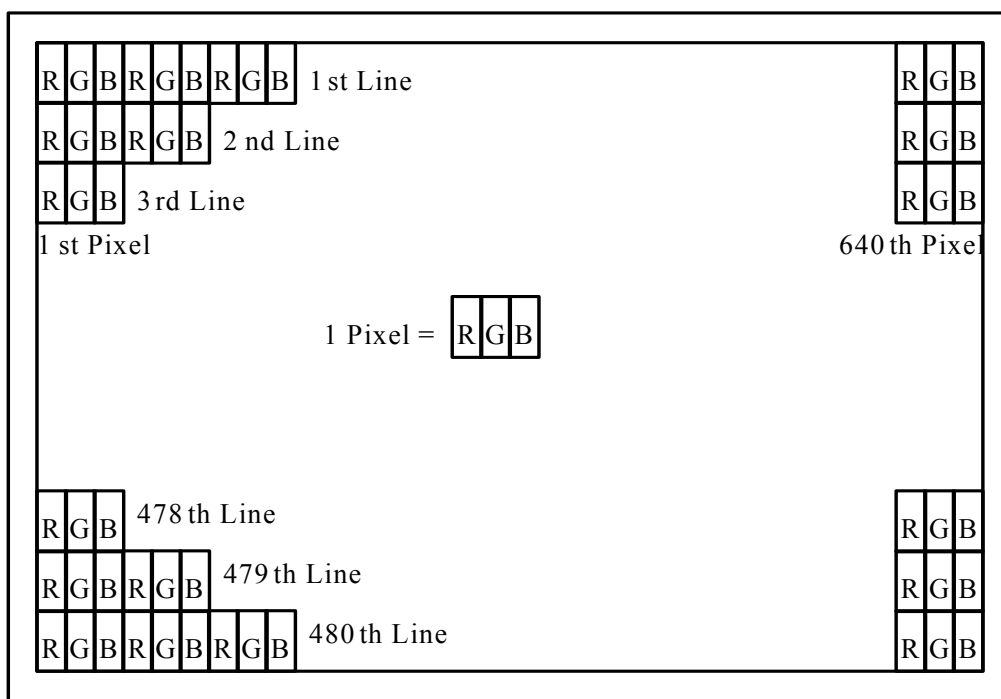 R G B R G B R G B 1 st Line R G B
R G B R G B 2 nd Line R G B
R G B 3 rd Line R G B
1 st Pixel 640 th Pixel
1 Pixel = R G B
R G B 478 th Line R G B
R G B R G B 479 th Line R G B
R G B R G B R G B 480 th Line R G B